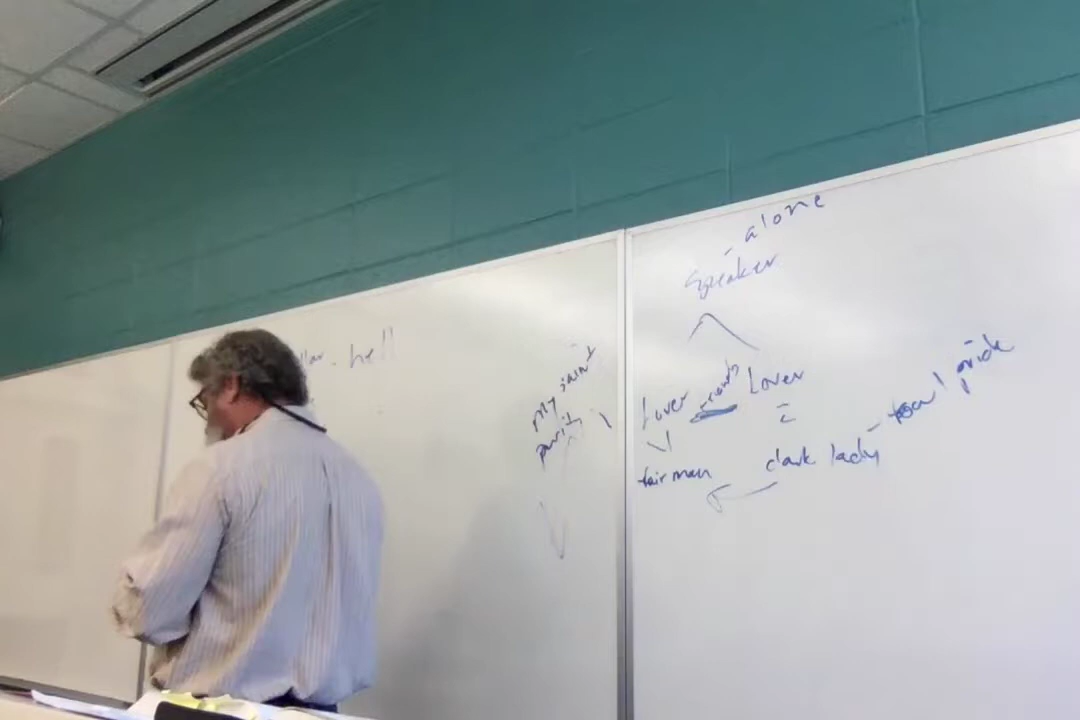 - alone
Speaker
- hell
my saint
purity
Lover
Lover
fair man
dark lady - foul pride